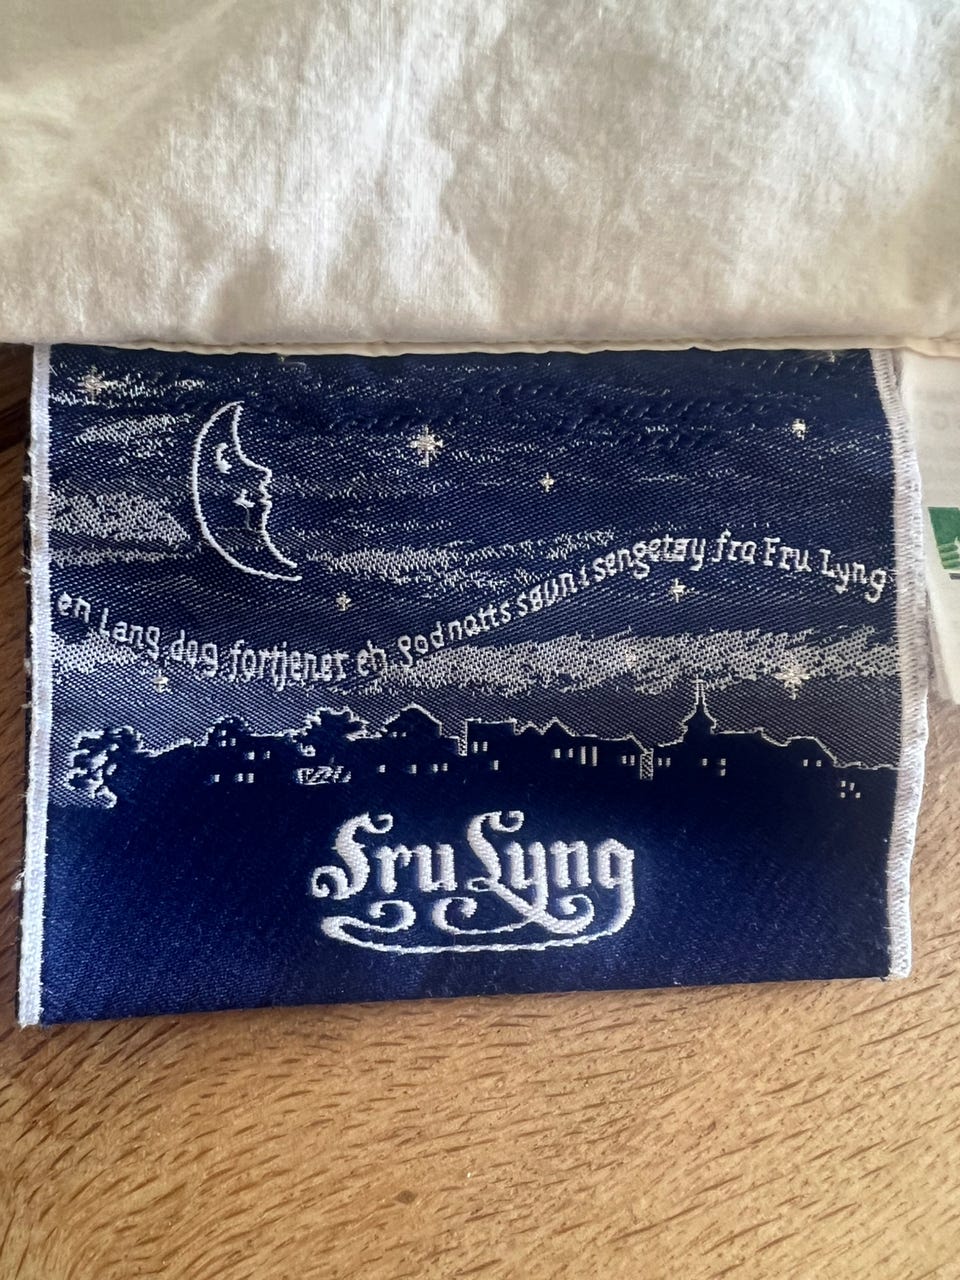 en Lang dag fortjener en god natts søvn i sengetøy fra Fru Lyng
Fru Lyng